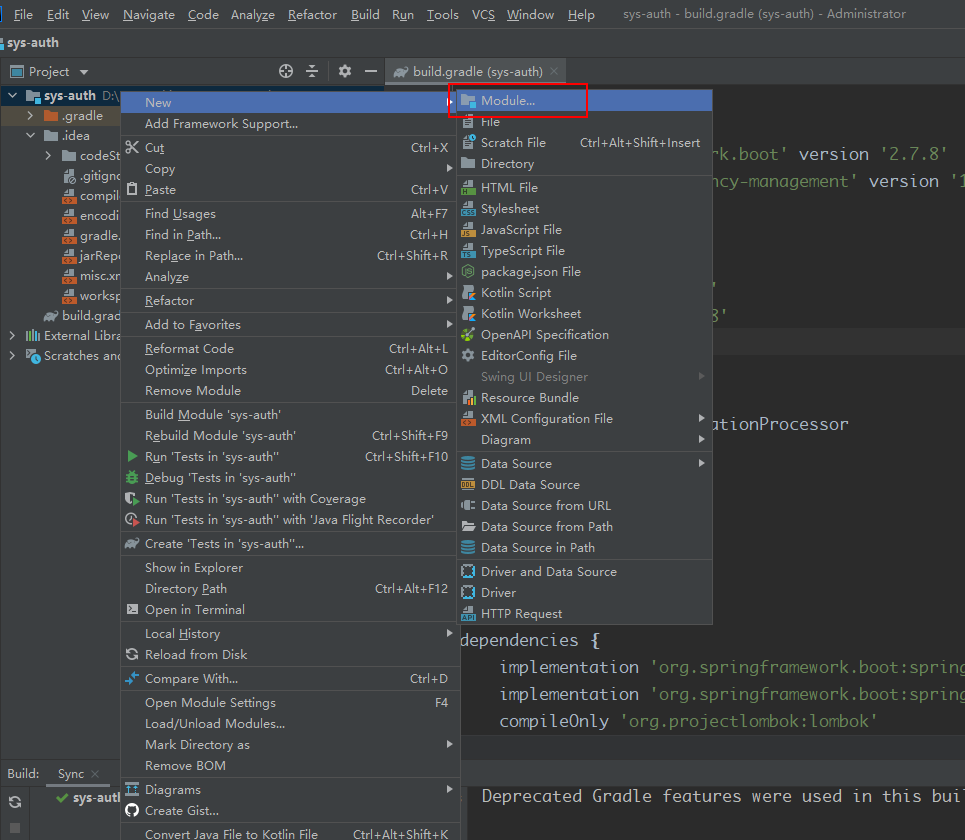 File Edit View Navigate Code Analyze Refactor Build Run Tools VCS Window Help sys-auth - build.gradle (sys-auth) - Administrator
sys-auth
Project build.gradle (sys-auth)
sys-auth D:\
.gradle
.idea
codeSt
.gitigno
compil
encodi
gradle.
jarRepo
misc.xr
worksp
build.grad
External Libra
Scratches and
New
Add Framework Support...
Cut Ctrl+X
Copy
Paste Ctrl+V
Find Usages Alt+F7
Find in Path... Ctrl+H
Replace in Path... Ctrl+Shift+R
Analyze
Refactor
Add to Favorites
Reformat Code Ctrl+Alt+L
Optimize Imports Ctrl+Alt+O
Remove Module Delete
Build Module 'sys-auth'
Rebuild Module 'sys-auth' Ctrl+Shift+F9
Run 'Tests in 'sys-auth'' Ctrl+Shift+F10
Debug 'Tests in 'sys-auth''
Run 'Tests in 'sys-auth'' with Coverage
Run 'Tests in 'sys-auth'' with 'Java Flight Recorder'
Create 'Tests in 'sys-auth''...
Show in Explorer
Directory Path Ctrl+Alt+F12
Open in Terminal
Local History
Reload from Disk
Compare With... Ctrl+D
Open Module Settings F4
Load/Unload Modules...
Mark Directory as
Remove BOM
Diagrams
Create Gist...
Convert Java File to Kotlin File Ctrl+Alt+Shift+K
Module...
File
Scratch File Ctrl+Alt+Shift+Insert
Directory
HTML File
Stylesheet
JavaScript File
TypeScript File
package.json File
Kotlin Script
Kotlin Worksheet
OpenAPI Specification
EditorConfig File
Swing UI Designer
Resource Bundle
XML Configuration File
Diagram
Data Source
DDL Data Source
Data Source from URL
Data Source from Path
Data Source in Path
Driver and Data Source
Driver
HTTP Request
rk.boot' version '2.7.8'
ncy-management' version '1
'
8'
ationProcessor
dependencies {
implementation 'org.springframework.boot:spring
implementation 'org.springframework.boot:spring
compileOnly 'org.projectlombok:lombok'
Build: Sync
sys-auth
Deprecated Gradle features were used in this buil